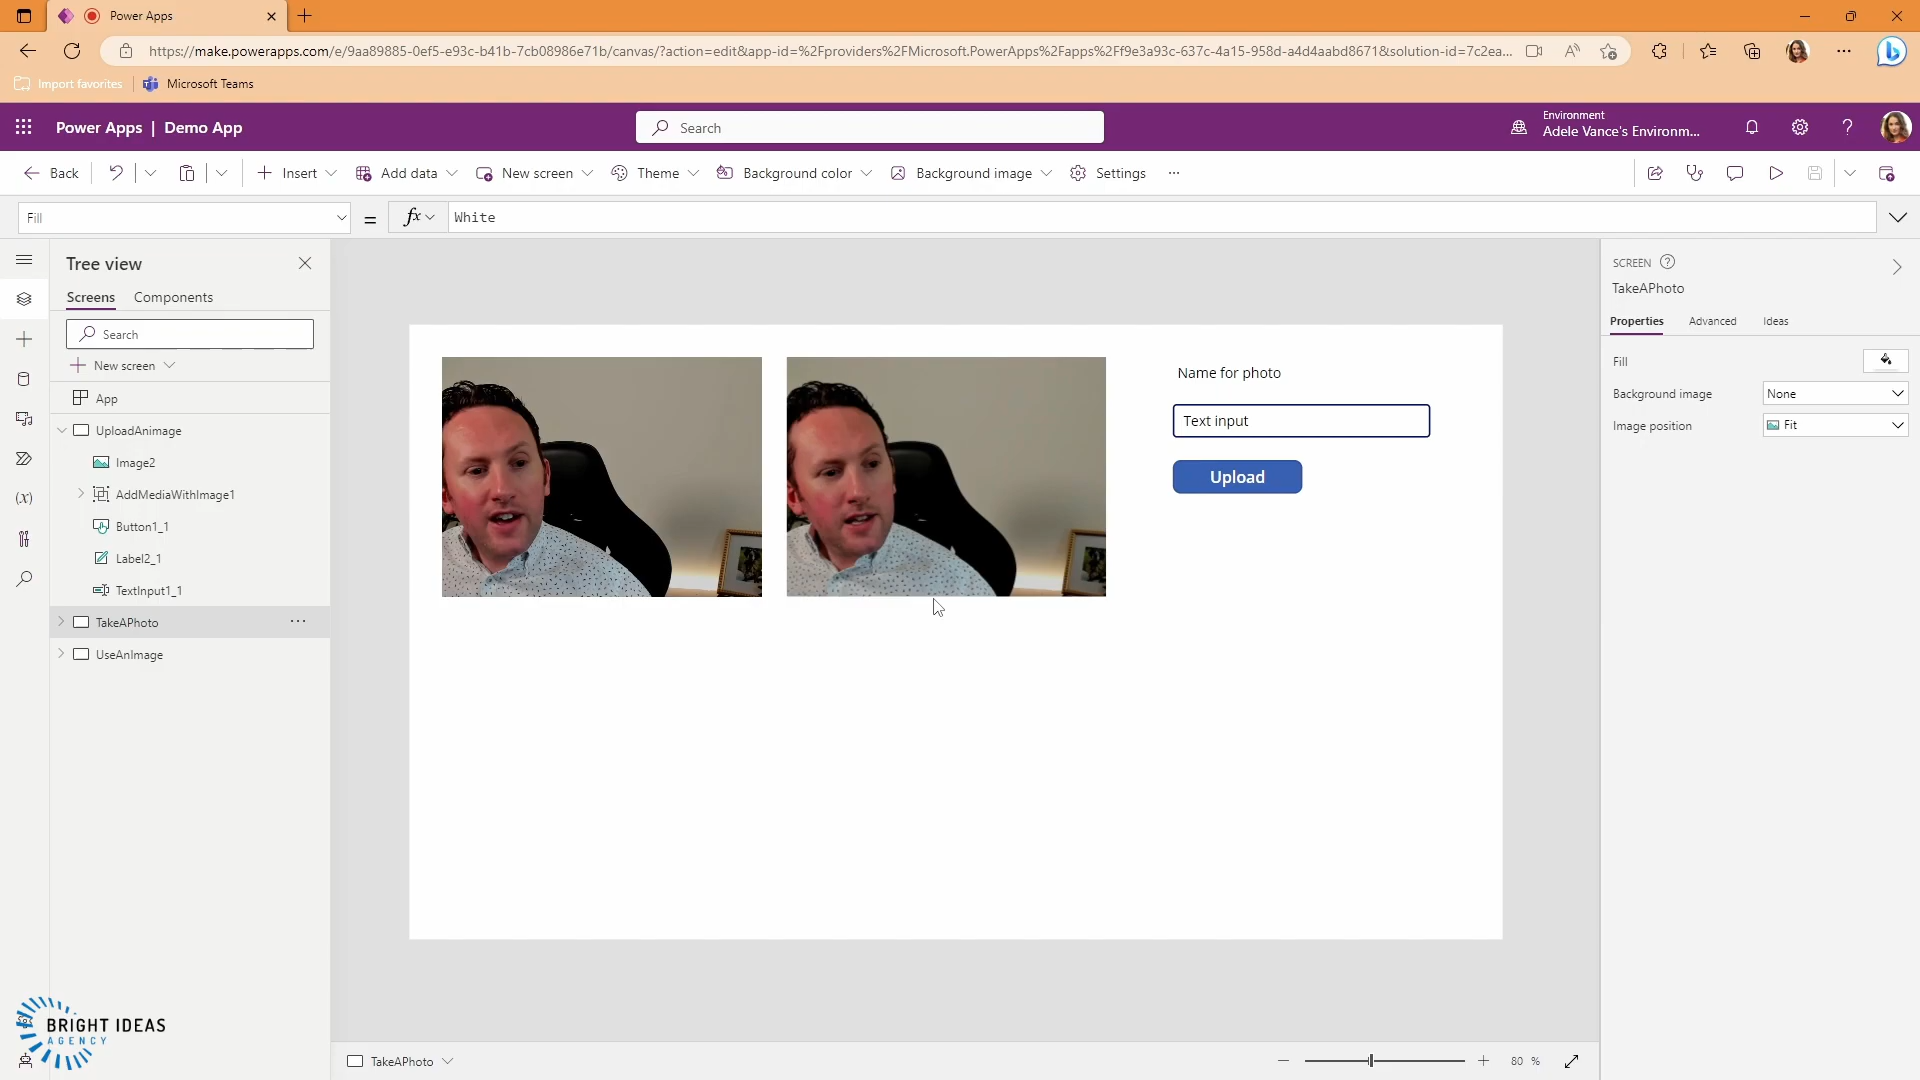 Power Apps
https://make.powerapps.com/e/9aa89885-0ef5-e93c-b41b-7cb08986e71b/canvas/?action=edit&app-id=%2Fproviders%2FMicrosoft.PowerApps%2Fapps%2Ff9e3a93c-637c-4a15-958d-a4d4aabd8671&solution-id=7c2ea...
Import favorites
Microsoft Teams
Power Apps | Demo App
Search
Environment
Adele Vance's Environm...
Back
Insert
Add data
New screen
Theme
Background color
Background image
Settings
Fill
=
fx
White
Tree view
Screens
Components
Search
New screen
App
UploadAnimage
Image2
AddMediaWithImage1
Button1_1
Label2_1
TextInput1_1
TakeAPhoto
UseAnImage
Name for photo
Text input
Upload
SCREEN
TakeAPhoto
Properties
Advanced
Ideas
Fill
Background image
None
Image position
Fit
BRIGHT IDEAS
AGENCY
TakeAPhoto
80 %